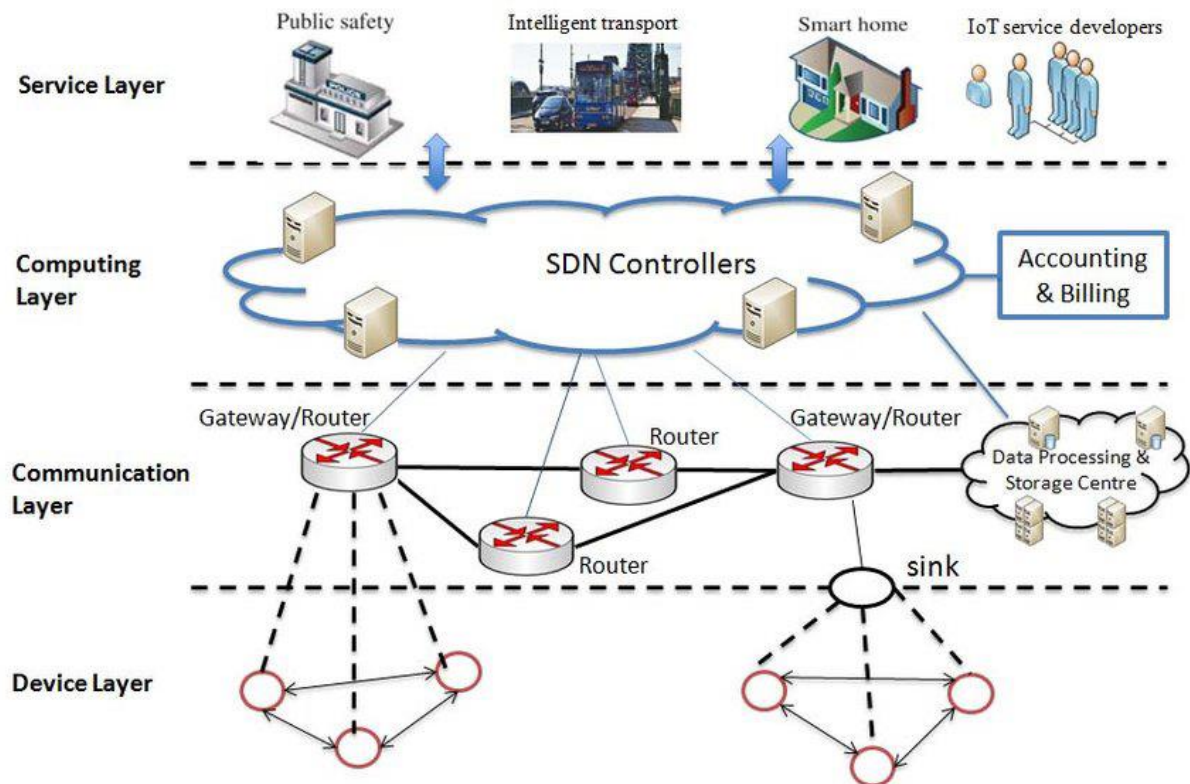 Public safety
Intelligent transport
Smart home
IoT service developers
Service Layer
POLICE
Computing
Layer
SDN Controllers
Accounting
& Billing
Gateway/Router
Router
Gateway/Router
Communication
Layer
Data Processing &
Storage Centre
Router
sink
Device Layer